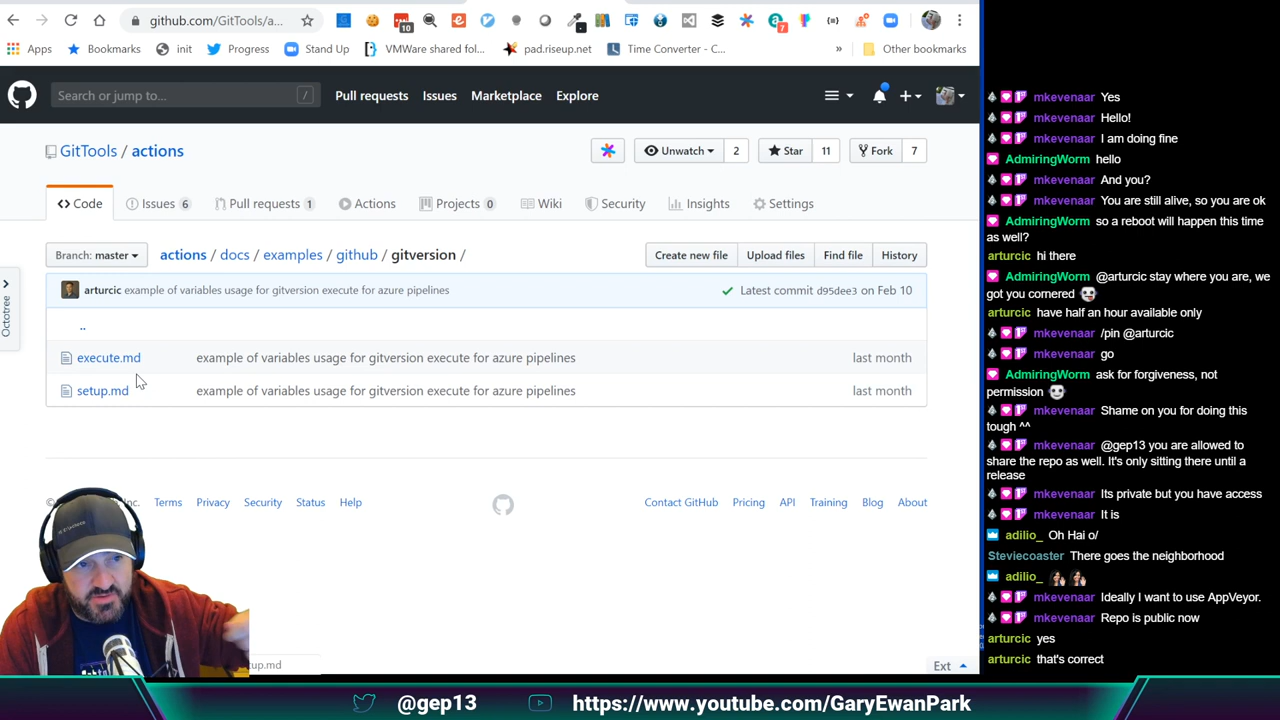 github.com/GitTools/a...
10
7
Apps
Bookmarks
init
Progress
Stand Up
VMWare shared fol...
pad.riseup.net
Time Converter - C...
»
Other bookmarks
Search or jump to...
/
Pull requests
Issues
Marketplace
Explore
GitTools / actions
Unwatch
2
Star
11
Fork
7
Code
Issues 6
Pull requests 1
Actions
Projects 0
Wiki
Security
Insights
Settings
Octotree
Branch: master
actions / docs / examples / github / gitversion /
Create new file
Upload files
Find file
History
arturcic example of variables usage for gitversion execute for azure pipelines
Latest commit d95dee3 on Feb 10
..
execute.md
example of variables usage for gitversion execute for azure pipelines
last month
setup.md
example of variables usage for gitversion execute for azure pipelines
last month
Terms
Privacy
Security
Status
Help
Contact GitHub
Pricing
API
Training
Blog
About
Ext
mkevenaar Yes
mkevenaar Hello!
mkevenaar I am doing fine
AdmiringWorm hello
mkevenaar And you?
mkevenaar You are still alive, so you are ok
AdmiringWorm so a reboot will happen this time
as well?
arturcic hi there
AdmiringWorm @arturcic stay where you are, we
got you cornered
arturcic have half an hour available only
mkevenaar /pin @arturcic
mkevenaar go
AdmiringWorm ask for forgiveness, not
permission
mkevenaar Shame on you for doing this
tough ^^
mkevenaar @gep13 you are allowed to
share the repo as well. It's only sitting there until a
release
mkevenaar Its private but you have access
mkevenaar It is
adilio_ Oh Hai o/
Steviecoaster There goes the neighborhood
adilio_
mkevenaar Ideally I want to use AppVeyor.
mkevenaar Repo is public now
arturcic yes
arturcic that's correct
@gep13
https://www.youtube.com/GaryEwanPark